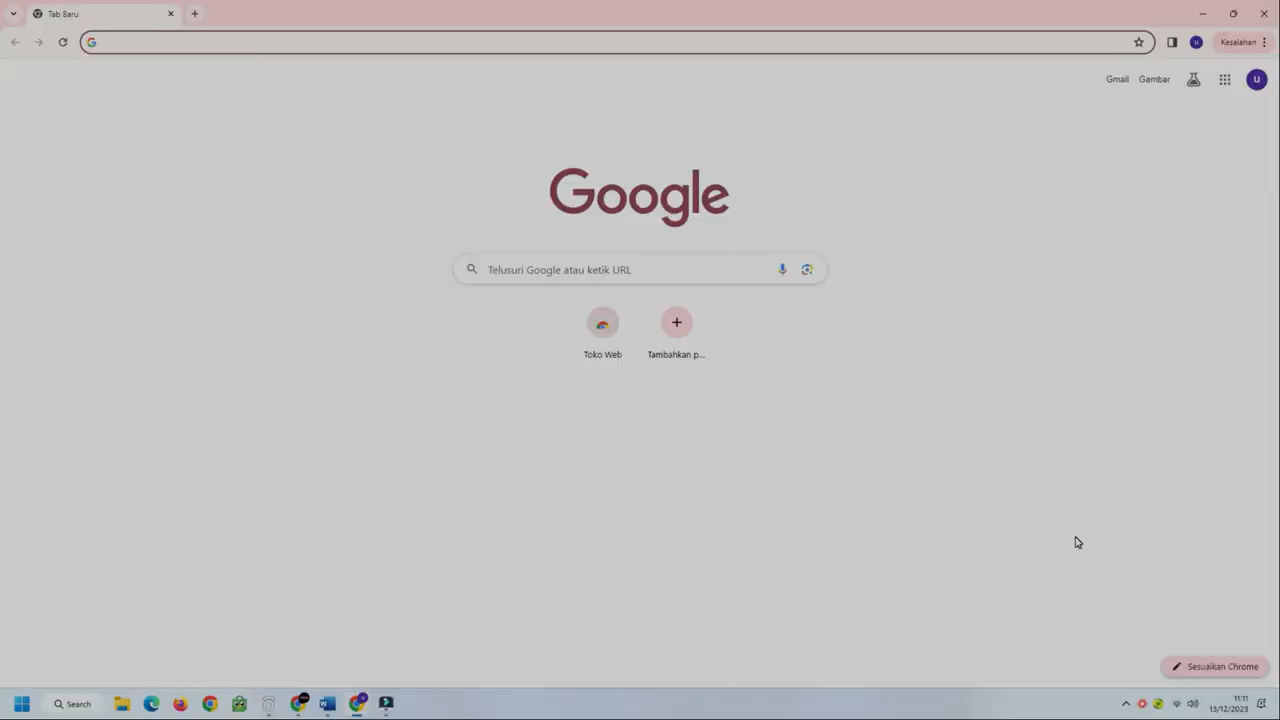 Tab Baru
Kesalahan
Gmail
Gambar
u
Google
Telusuri Google atau ketik URL
Toko Web
Tambahkan p...
Sesuaikan Chrome
Search
11:11
13/12/2023